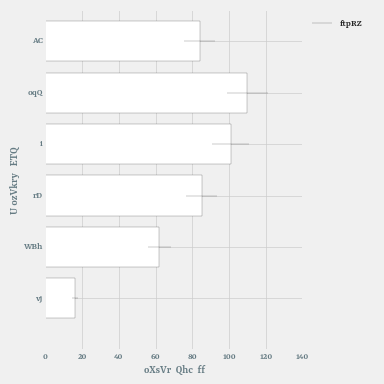 ftpRZ
AC
oqQ
l
rD
WBh
vj
0 20 40 60 80 100 120 140
oXsVr Qhc ff
U ozVkry ETQ